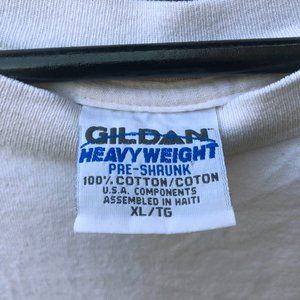 GILDAN
HEAVYWEIGHT
PRE-SHRUNK
100% COTTON/COTON
U.S.A. COMPONENTS
ASSEMBLED IN HAITI
XL/TG